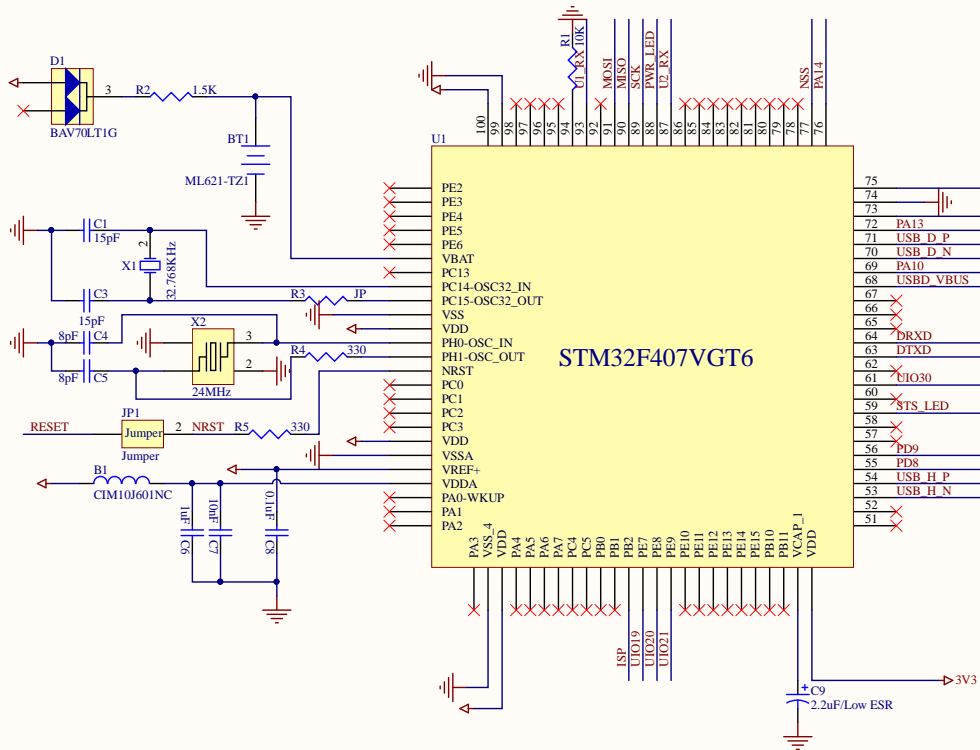 D1
3
BAV70LT1G
R2
1.5K
BT1
ML621-TZ1
C1
15pF
X1
2
32.768KHz
C3
15pF
R3
JP
8pF
C4
X2
3
2
24MHz
8pF
C5
R4
330
RESET
JP1
Jumper
Jumper
2
NRST
R5
330
B1
CIM10J601NC
1uF
C6
10nF
C7
0.1uF
C8
R1
10K
U1_RX
MOSI
MISO
SCK
PWR_LED
U2_RX
NSS
PA14
100
99
98
97
96
95
94
93
92
91
90
89
88
87
86
85
84
83
82
81
80
79
78
77
76
U1
STM32F407VGT6
PE2
PE3
PE4
PE5
PE6
VBAT
PC13
PC14-OSC32_IN
PC15-OSC32_OUT
VSS
VDD
PH0-OSC_IN
PH1-OSC_OUT
NRST
PC0
PC1
PC2
PC3
VDD
VSSA
VREF+
VDDA
PA0-WKUP
PA1
PA2
75
74
73
72 PA13
71 USB_D_P
70 USB_D_N
69 PA10
68 USBD_VBUS
67
66
65
64 DRXD
63 DTXD
62
61 UIO30
60
59 STS_LED
58
57
56 PD9
55 PD8
54 USB_H_P
53 USB_H_N
52
51
PA3
VSS_4
VDD
PA4
PA5
PA6
PA7
PC4
PC5
PB0
PB1
PB2
PE7
PE8
PE9
PE10
PE11
PE12
PE13
PE14
PE15
PB10
PB11
VCAP_1
VDD
ISP
UIO19
UIO20
UIO21
3V3
+
C9
2.2uF/Low ESR